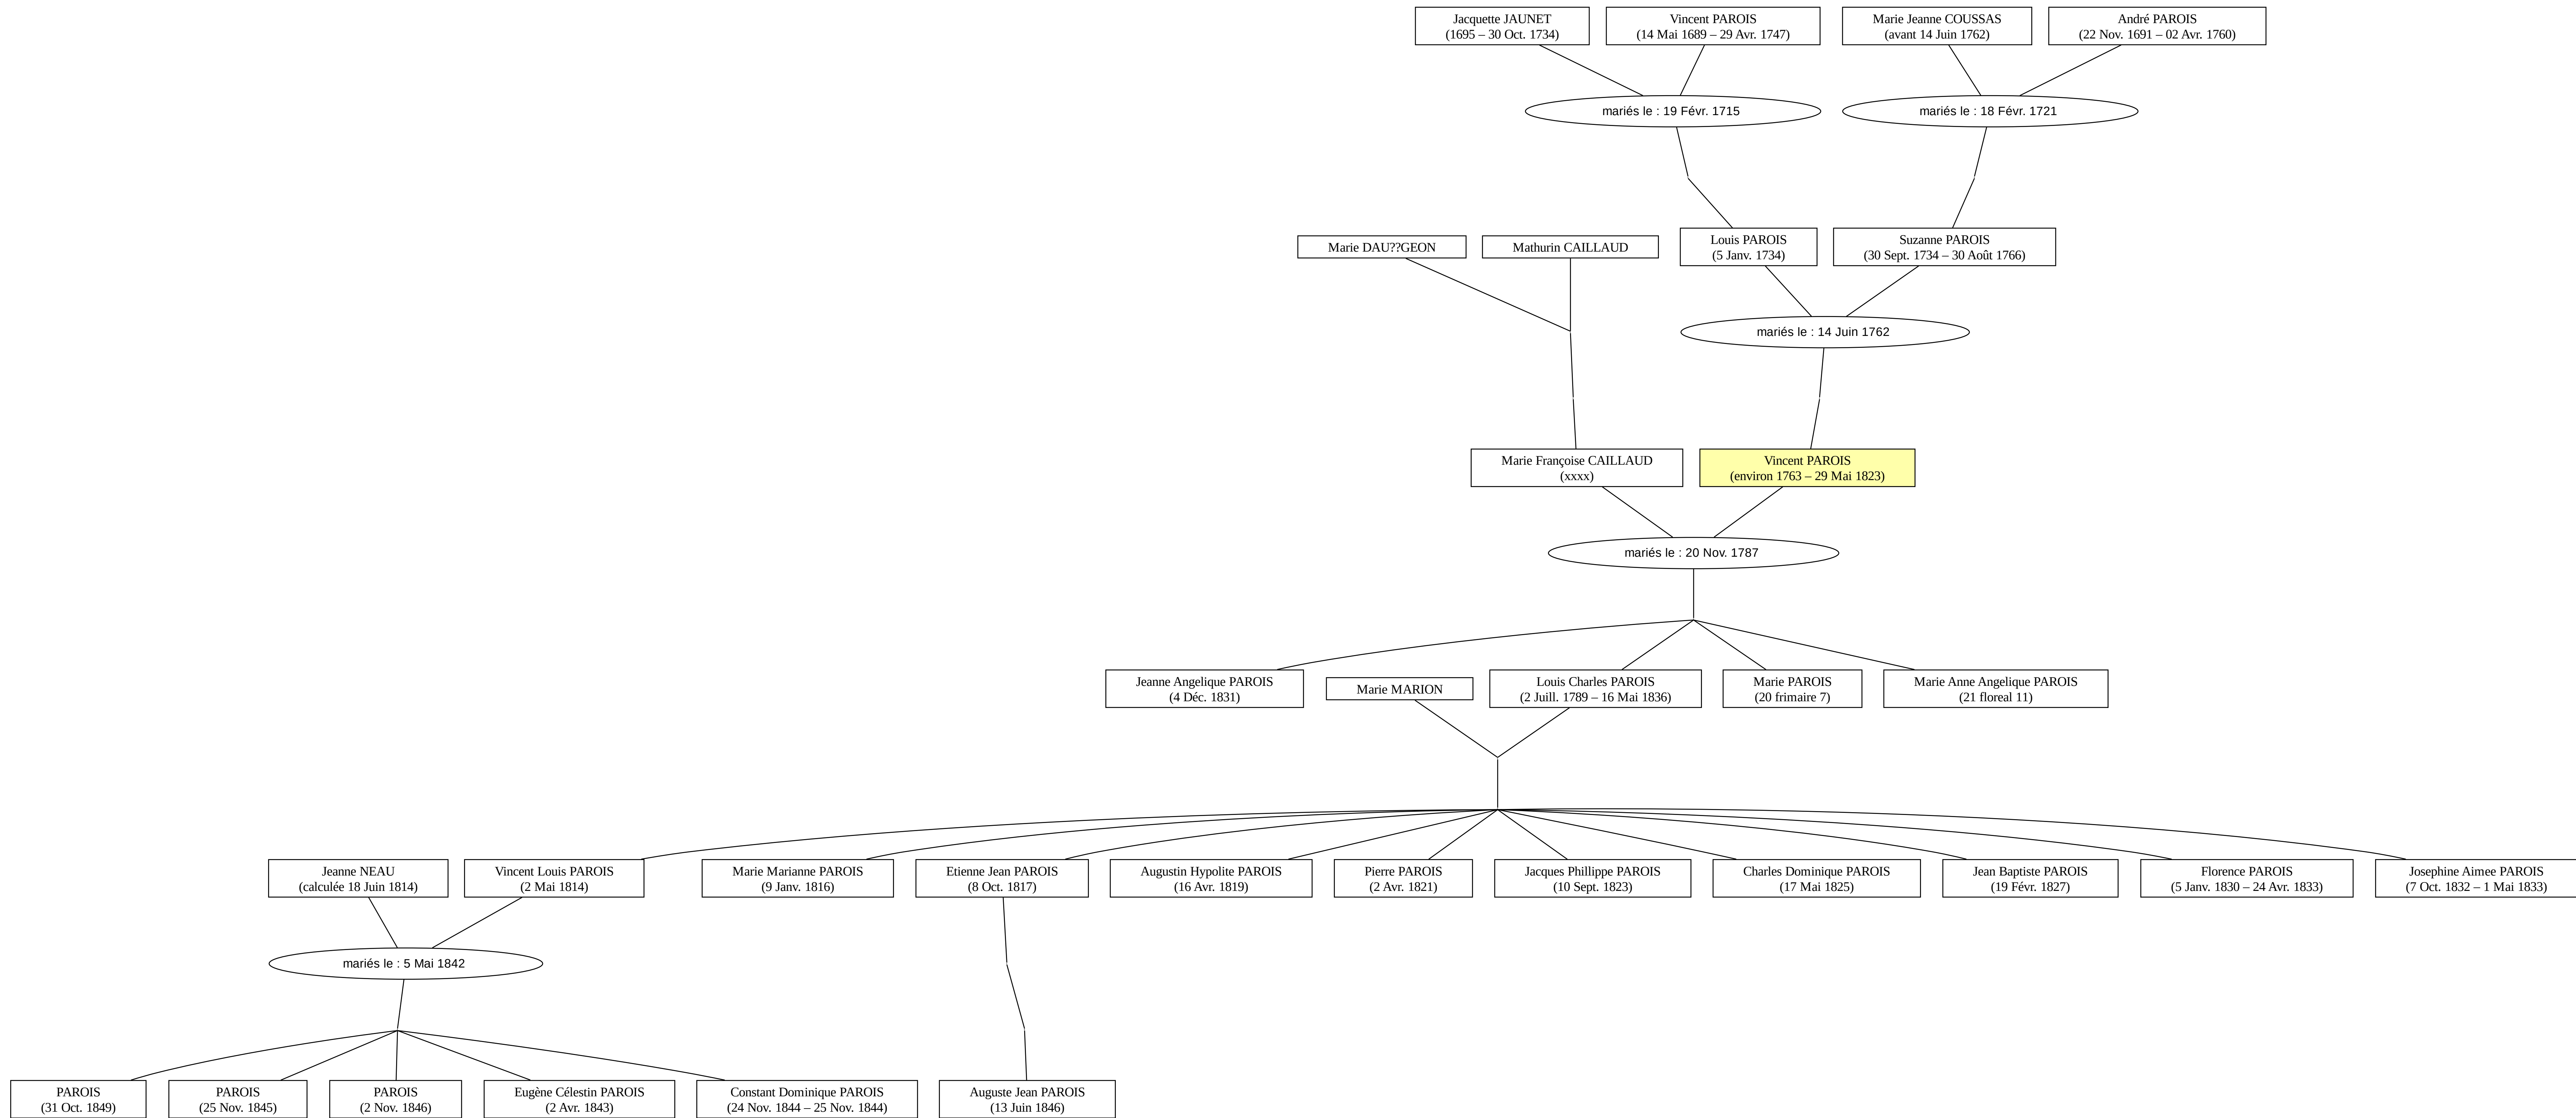 Jacquette JAUNET
(1695 – 30 Oct. 1734)
Vincent PAROIS
(14 Mai 1689 – 29 Avr. 1747)
Marie Jeanne COUSSAS
(avant 14 Juin 1762)
André PAROIS
(22 Nov. 1691 – 02 Avr. 1760)
mariés le : 19 Févr. 1715
mariés le : 18 Févr. 1721
Marie DAU??GEON
Mathurin CAILLAUD
Louis PAROIS
(5 Janv. 1734)
Suzanne PAROIS
(30 Sept. 1734 – 30 Août 1766)
mariés le : 14 Juin 1762
Marie Françoise CAILLAUD
(xxxx)
Vincent PAROIS
(environ 1763 – 29 Mai 1823)
mariés le : 20 Nov. 1787
Jeanne Angelique PAROIS
(4 Déc. 1831)
Marie MARION
Louis Charles PAROIS
(2 Juill. 1789 – 16 Mai 1836)
Marie PAROIS
(20 frimaire 7)
Marie Anne Angelique PAROIS
(21 floreal 11)
Jeanne NEAU
(calculée 18 Juin 1814)
Vincent Louis PAROIS
(2 Mai 1814)
Marie Marianne PAROIS
(9 Janv. 1816)
Etienne Jean PAROIS
(8 Oct. 1817)
Augustin Hypolite PAROIS
(16 Avr. 1819)
Pierre PAROIS
(2 Avr. 1821)
Jacques Phillippe PAROIS
(10 Sept. 1823)
Charles Dominique PAROIS
(17 Mai 1825)
Jean Baptiste PAROIS
(19 Févr. 1827)
Florence PAROIS
(5 Janv. 1830 – 24 Avr. 1833)
Josephine Aimee PAROIS
(7 Oct. 1832 – 1 Mai 1833)
mariés le : 5 Mai 1842
PAROIS
(31 Oct. 1849)
PAROIS
(25 Nov. 1845)
PAROIS
(2 Nov. 1846)
Eugène Célestin PAROIS
(2 Avr. 1843)
Constant Dominique PAROIS
(24 Nov. 1844 – 25 Nov. 1844)
Auguste Jean PAROIS
(13 Juin 1846)